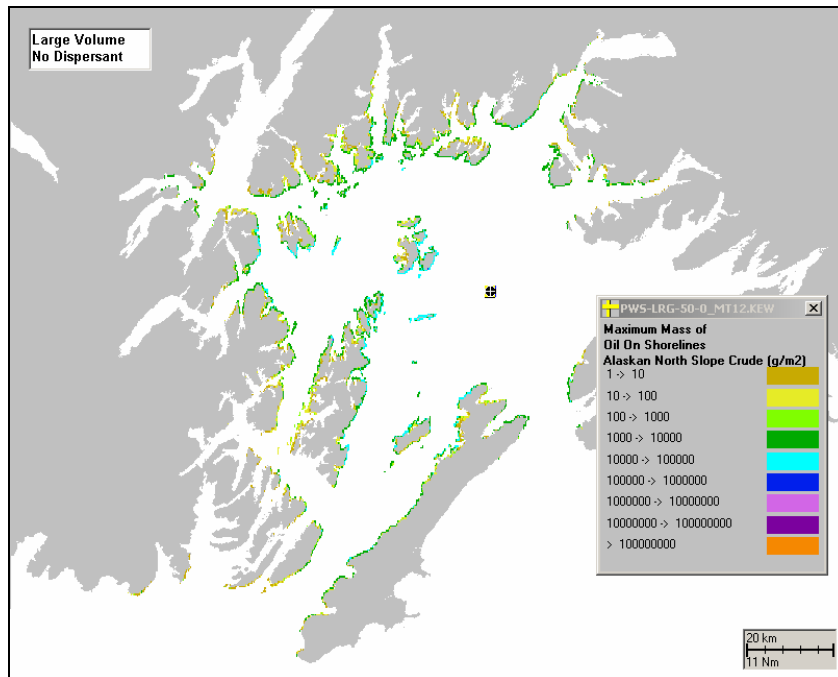 Large Volume
No Dispersant
PWS-LRG-50-0_MT12.KEW
Maximum Mass of
Oil On Shorelines
Alaskan North Slope Crude (g/m2)
1 -> 10
10 -> 100
100 -> 1000
1000 -> 10000
10000 -> 100000
100000 -> 1000000
1000000 -> 10000000
10000000 -> 100000000
> 100000000
20 km
11 Nm